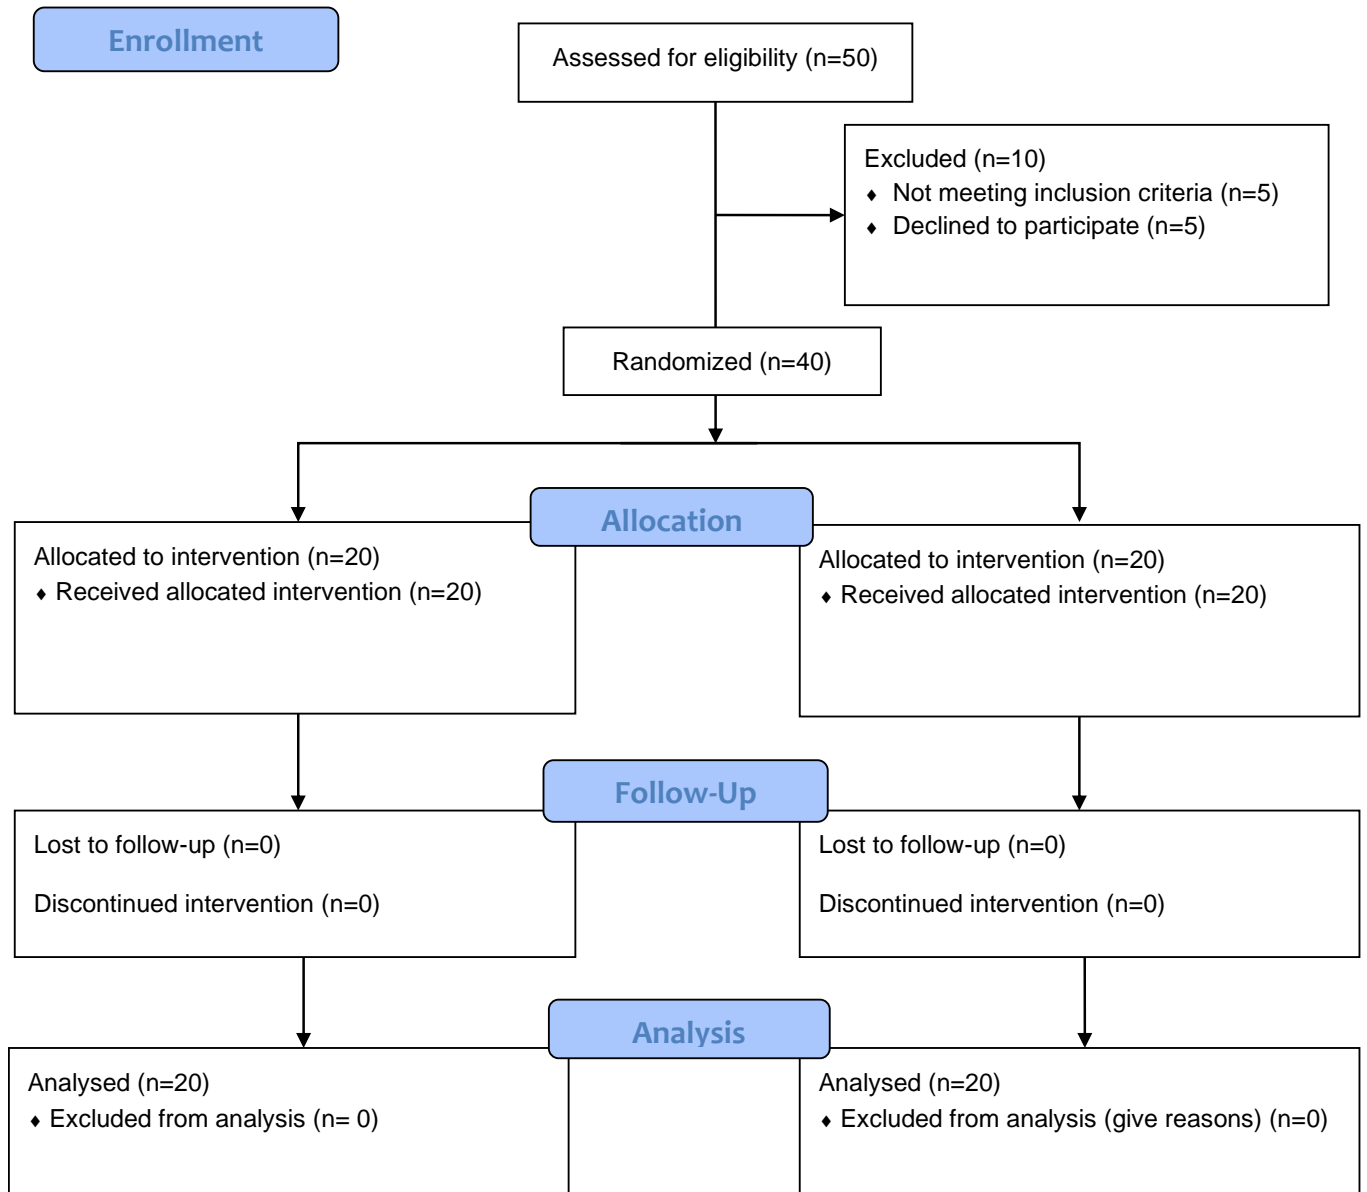 Enrollment
Assessed for eligibility (n=50)
Excluded (n=10)
♦ Not meeting inclusion criteria (n=5)
♦ Declined to participate (n=5)
Randomized (n=40)
Allocation
Allocated to intervention (n=20)
♦ Received allocated intervention (n=20)
Allocated to intervention (n=20)
♦ Received allocated intervention (n=20)
Follow-Up
Lost to follow-up (n=0)
Discontinued intervention (n=0)
Lost to follow-up (n=0)
Discontinued intervention (n=0)
Analysis
Analysed (n=20)
♦ Excluded from analysis (n= 0)
Analysed (n=20)
♦ Excluded from analysis (give reasons) (n=0)